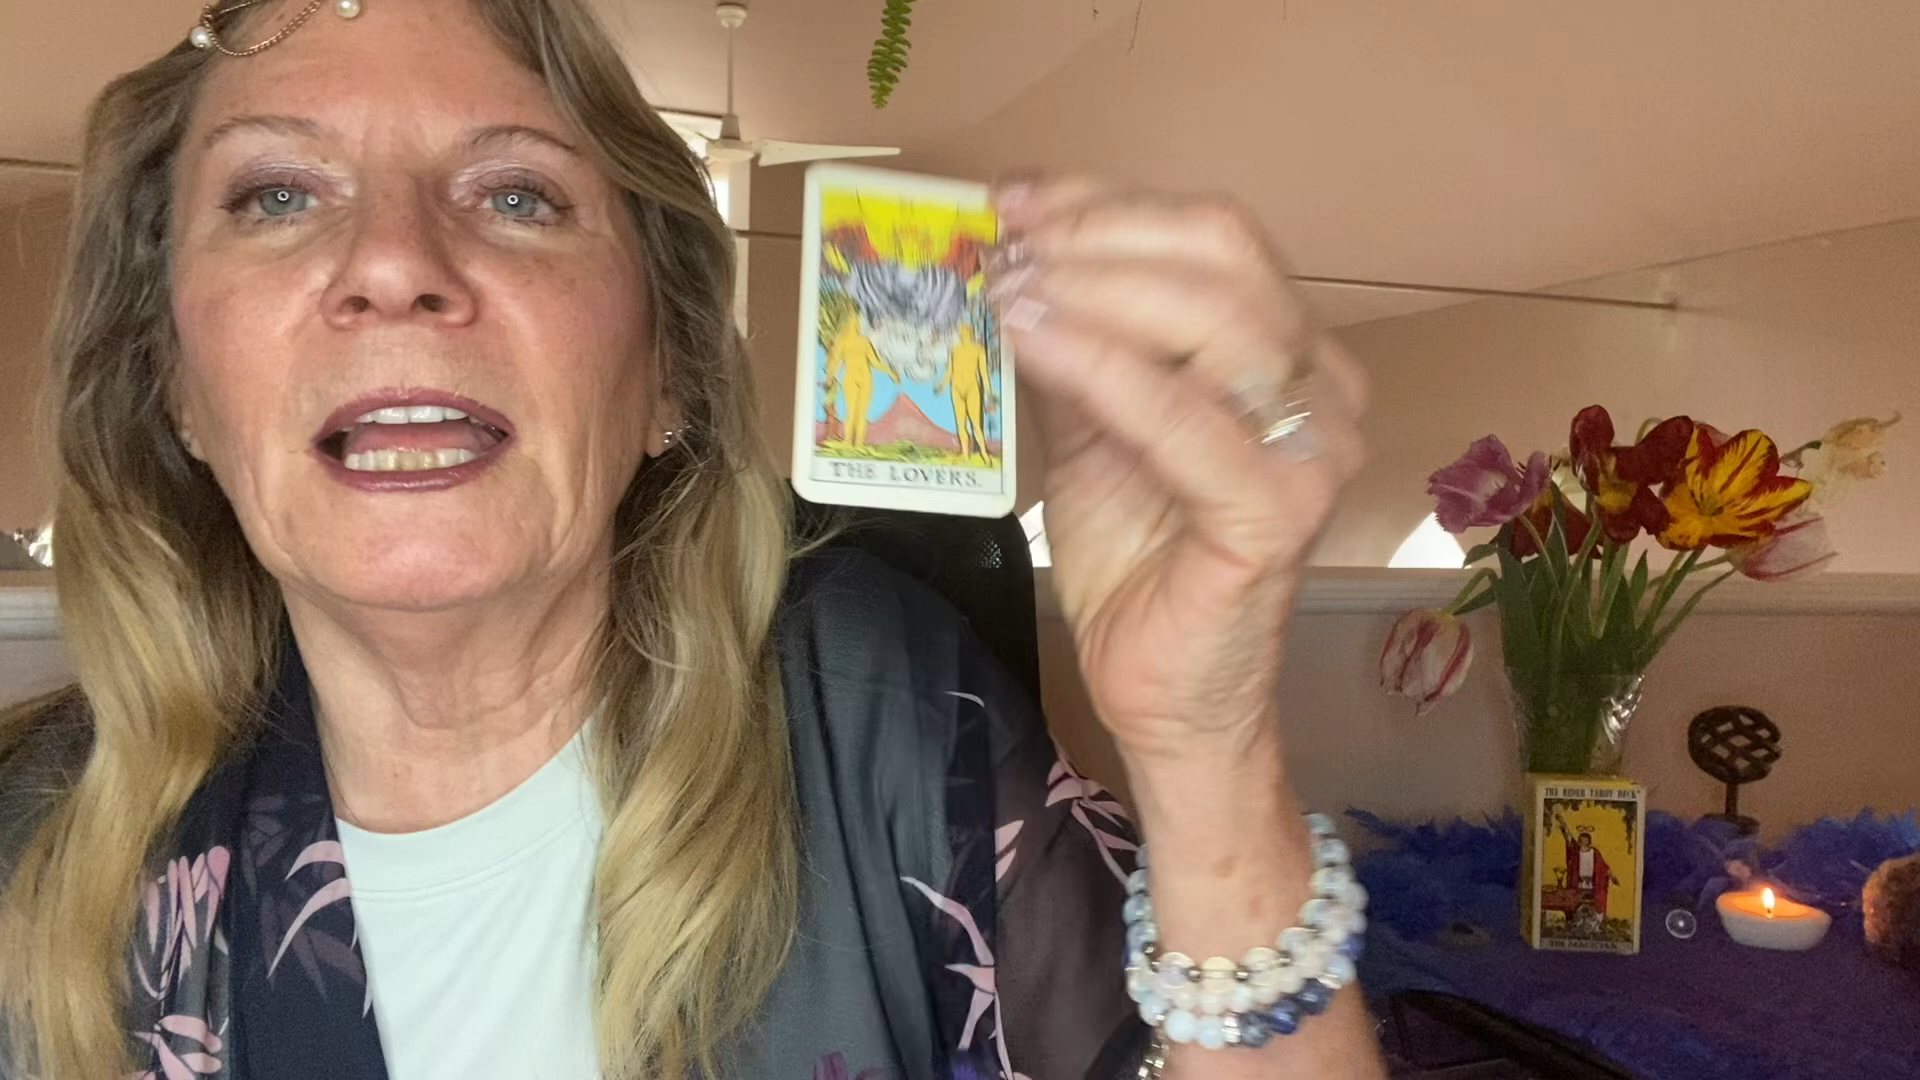 THE LOVERS.
THE RIDER TAROT DECK
THE MAGICIAN.